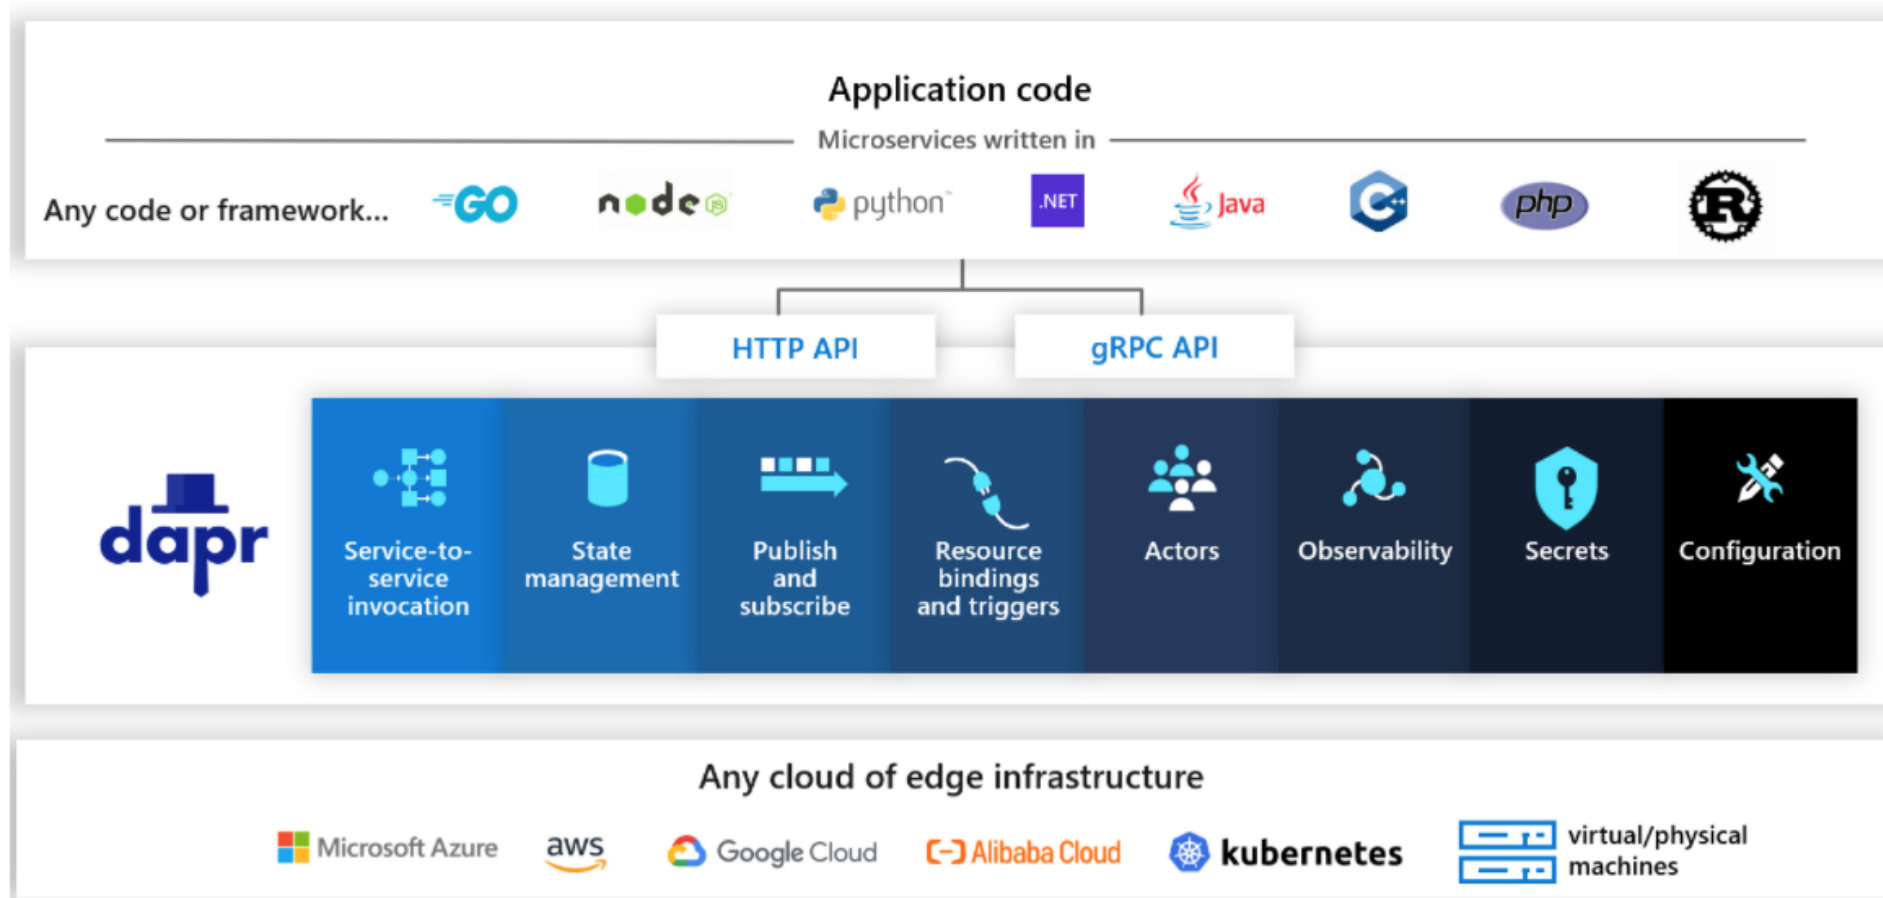 Application code
Microservices written in
Any code or framework...
GO
node JS
python
.NET
Java
C++
php
R
HTTP API
gRPC API
dapr
Service-to-
service
invocation
State
management
Publish
and
subscribe
Resource
bindings
and triggers
Actors
Observability
Secrets
Configuration
Any cloud of edge infrastructure
Microsoft Azure
aws
Google Cloud
Alibaba Cloud
kubernetes
virtual/physical
machines